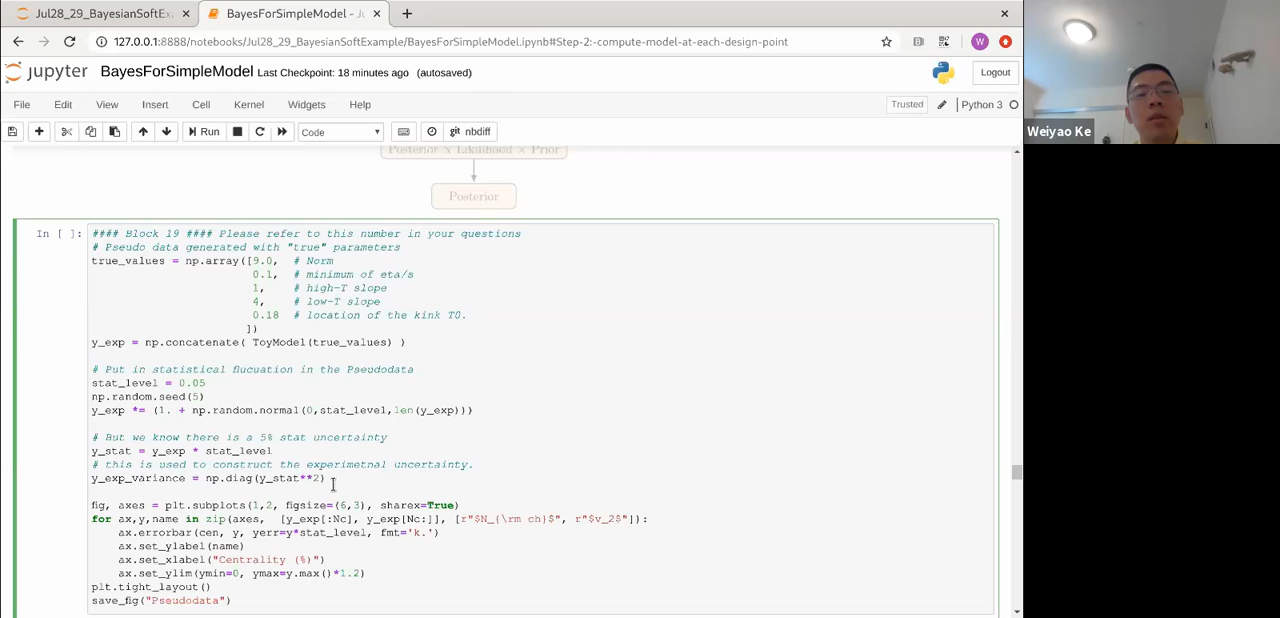 Jul28_29_BayesianSoftEx
BayesForSimpleModel - J
127.0.0.1:8888/notebooks/Jul28_29_BayesianSoftExample/BayesForSimpleModel.ipynb#Step-2:-compute-model-at-each-design-point
W
jupyter BayesForSimpleModel Last Checkpoint: 18 minutes ago (autosaved)
Logout
File Edit View Insert Cell Kernel Widgets Help
Trusted Python 3
Run Code git nbdiff
Weiyao Ke
Posterior ∝ Likelihood × Prior
Posterior
In [ ]:
#### Block 19 #### Please refer to this number in your questions
# Pseudo data generated with "true" parameters
true_values = np.array([9.0, # Norm
0.1, # minimum of eta/s
1, # high-T slope
4, # low-T slope
0.18 # location of the kink T0.
])
y_exp = np.concatenate( ToyModel(true_values) )
# Put in statistical flucuation in the Pseudodata
stat_level = 0.05
np.random.seed(5)
y_exp *= (1. + np.random.normal(0,stat_level,len(y_exp)))
# But we know there is a 5% stat uncertainty
y_stat = y_exp * stat_level
# this is used to construct the experimetnal uncertainty.
y_exp_variance = np.diag(y_stat**2)
fig, axes = plt.subplots(1,2, figsize=(6,3), sharex=True)
for ax,y,name in zip(axes, [y_exp[:Nc], y_exp[Nc:]], [r"$N_{\rm ch}$", r"$v_2$"]):
ax.errorbar(cen, y, yerr=y*stat_level, fmt='k.')
ax.set_ylabel(name)
ax.set_xlabel("Centrality (%)")
ax.set_ylim(ymin=0, ymax=y.max()*1.2)
plt.tight_layout()
save_fig("Pseudodata")